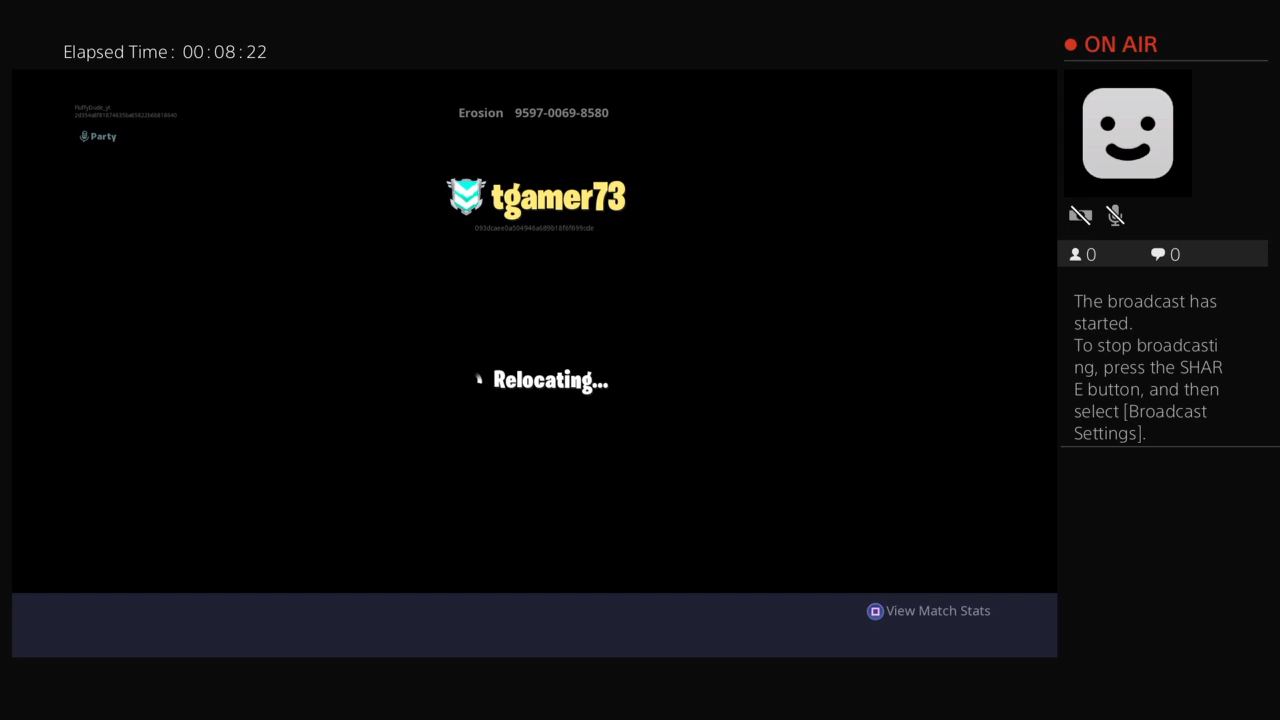 Elapsed Time: 00:08:22
ON AIR
FluffyDude_yt
Party
Erosion 9597-0069-8580
tgamer73
0
0
The broadcast has
started.
To stop broadcasti
ng, press the SHAR
E button, and then
select [Broadcast
Settings].
Relocating...
View Match Stats